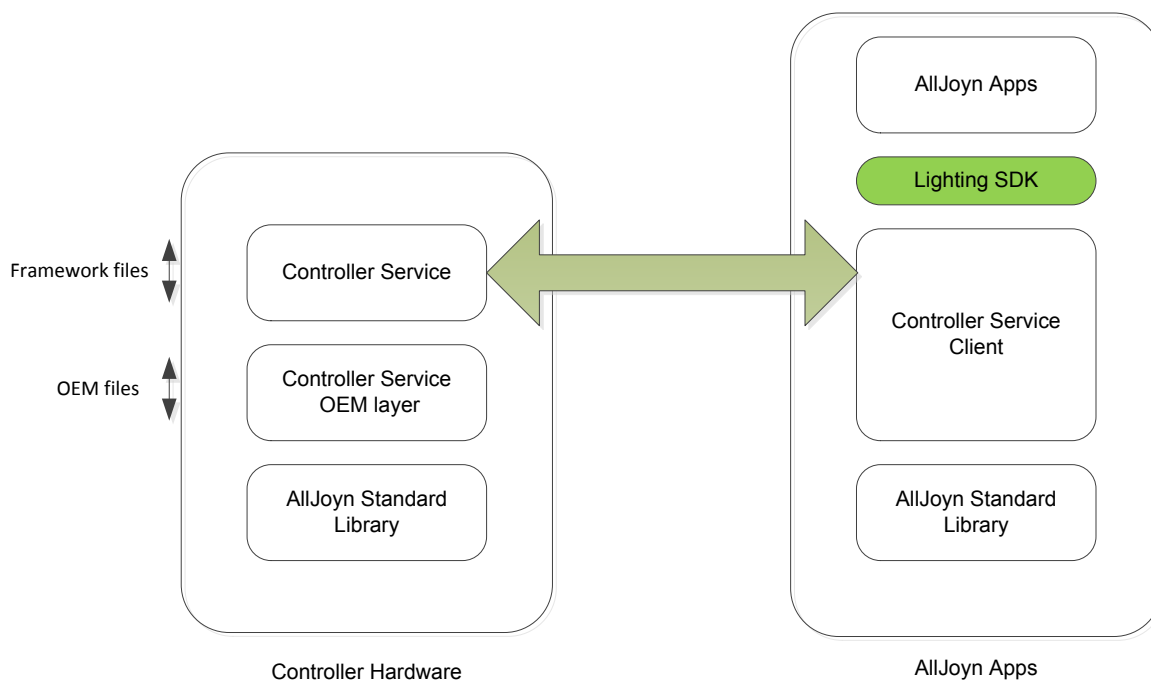 Framework files
OEM files
Controller Service
Controller Service
OEM layer
AllJoyn Standard
Library
Controller Hardware
AllJoyn Apps
Lighting SDK
Controller Service
Client
AllJoyn Standard
Library
AllJoyn Apps